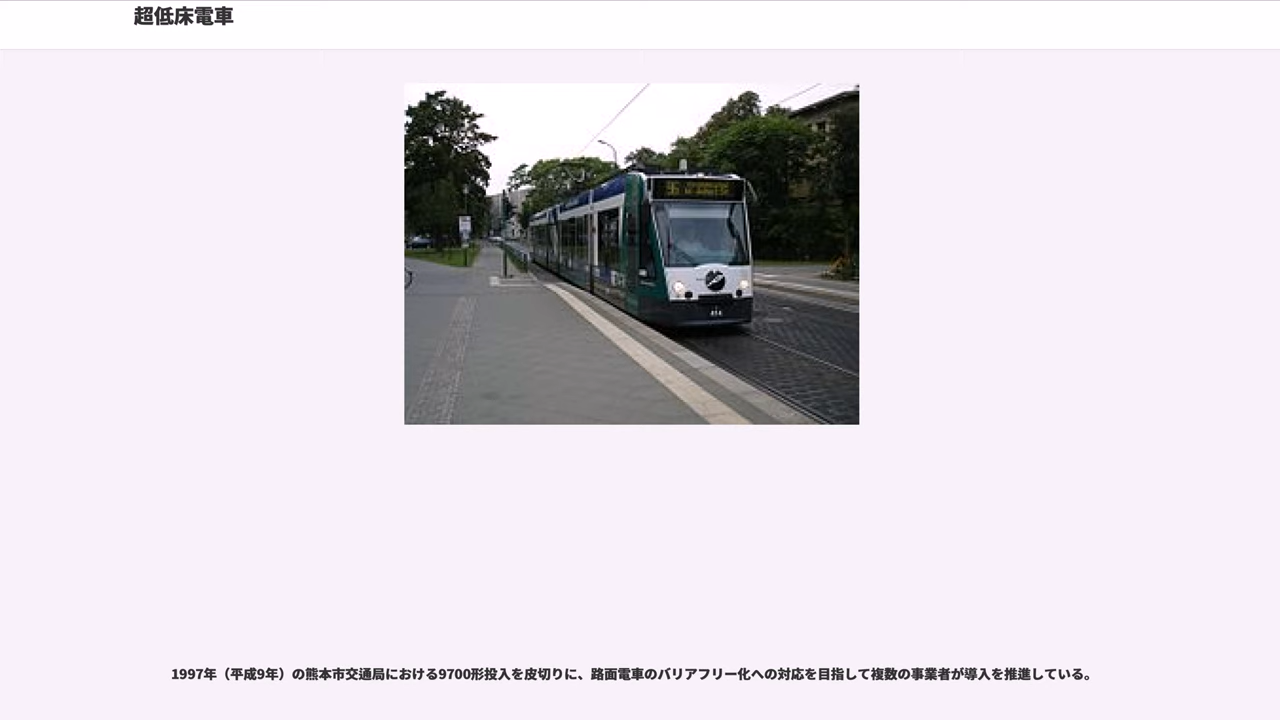 超低床電車
96
454
1997年（平成9年）の熊本市交通局における9700形投入を皮切りに、路面電車のバリアフリー化への対応を目指して複数の事業者が導入を推進している。